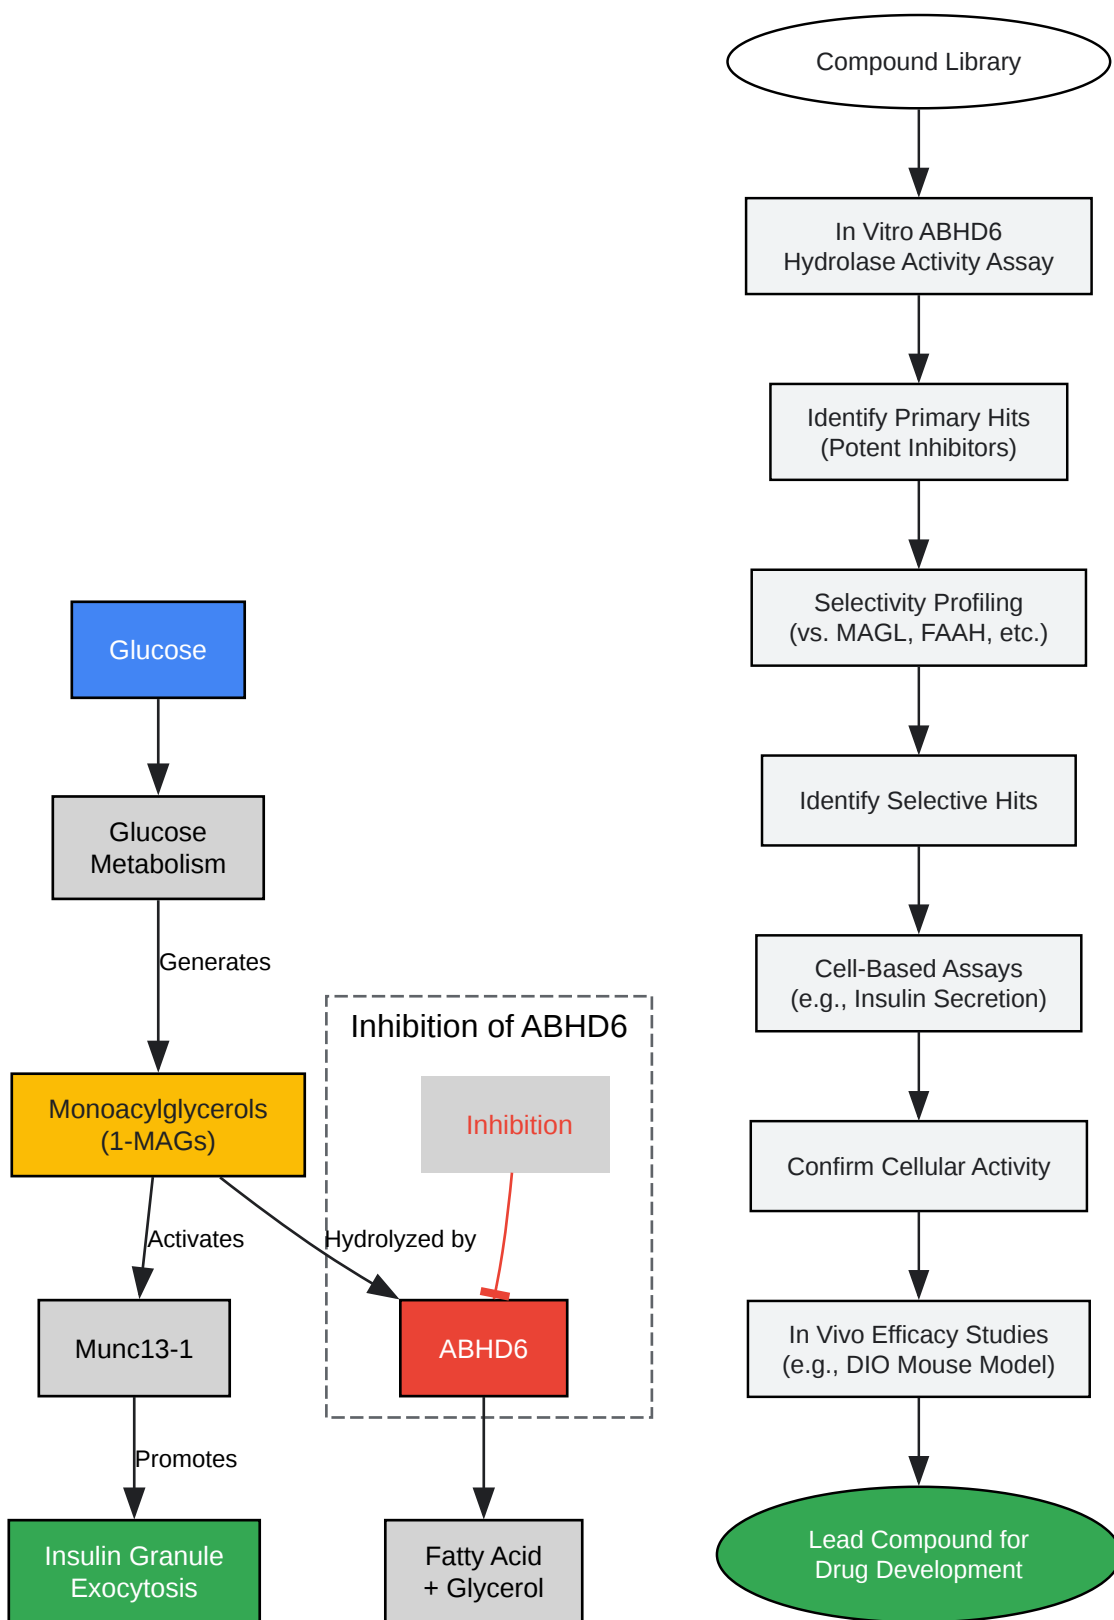 Glucose
Glucose
Metabolism
Generates
Monoacylglycerols
(1-MAGs)
Activates
Hydrolyzed by
Inhibition of ABHD6
Inhibition
Munc13-1
ABHD6
Promotes
Insulin Granule
Exocytosis
Fatty Acid
+ Glycerol
Compound Library
In Vitro ABHD6
Hydrolase Activity Assay
Identify Primary Hits
(Potent Inhibitors)
Selectivity Profiling
(vs. MAGL, FAAH, etc.)
Identify Selective Hits
Cell-Based Assays
(e.g., Insulin Secretion)
Confirm Cellular Activity
In Vivo Efficacy Studies
(e.g., DIO Mouse Model)
Lead Compound for
Drug Development